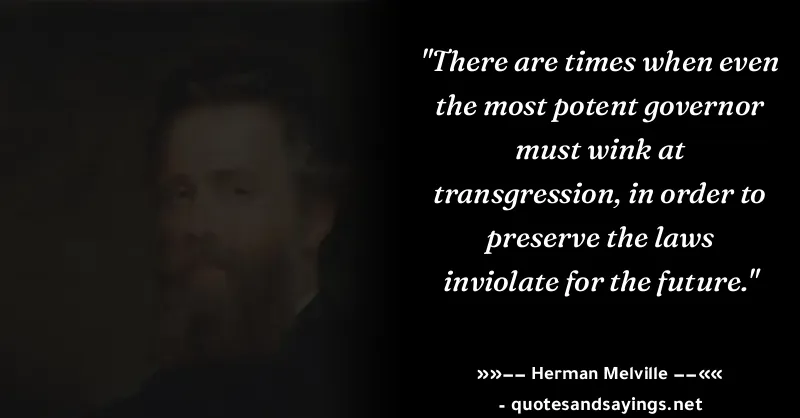 "There are times when even
the most potent governor
must wink at
transgression, in order to
preserve the laws
inviolate for the future."
»»–– Herman Melville ––««
- quotesandsayings.net